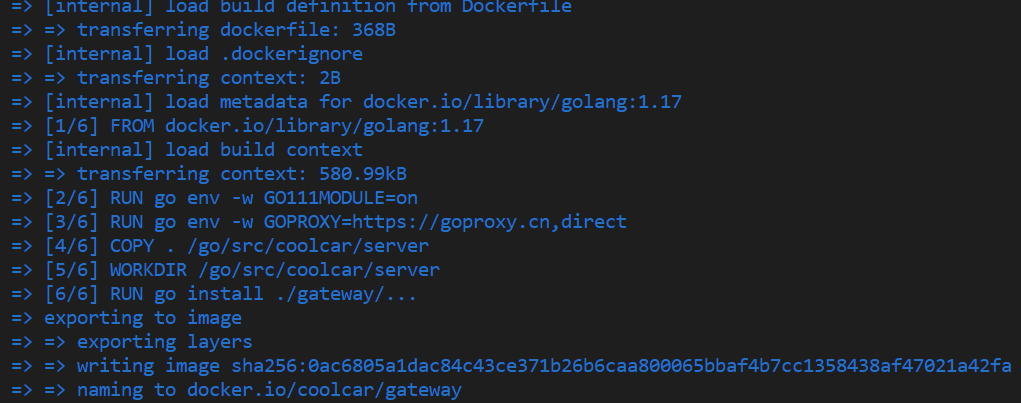 => [internal] load build definition from Dockerfile
=> => transferring dockerfile: 368B
=> [internal] load .dockerignore
=> => transferring context: 2B
=> [internal] load metadata for docker.io/library/golang:1.17
=> [1/6] FROM docker.io/library/golang:1.17
=> [internal] load build context
=> => transferring context: 580.99kB
=> [2/6] RUN go env -w GO111MODULE=on
=> [3/6] RUN go env -w GOPROXY=https://goproxy.cn,direct
=> [4/6] COPY . /go/src/coolcar/server
=> [5/6] WORKDIR /go/src/coolcar/server
=> [6/6] RUN go install ./gateway/...
=> exporting to image
=> => exporting layers
=> => writing image sha256:0ac6805a1dac84c43ce371b26b6caa800065bbaf4b7cc1358438af47021a42fa
=> => naming to docker.io/coolcar/gateway